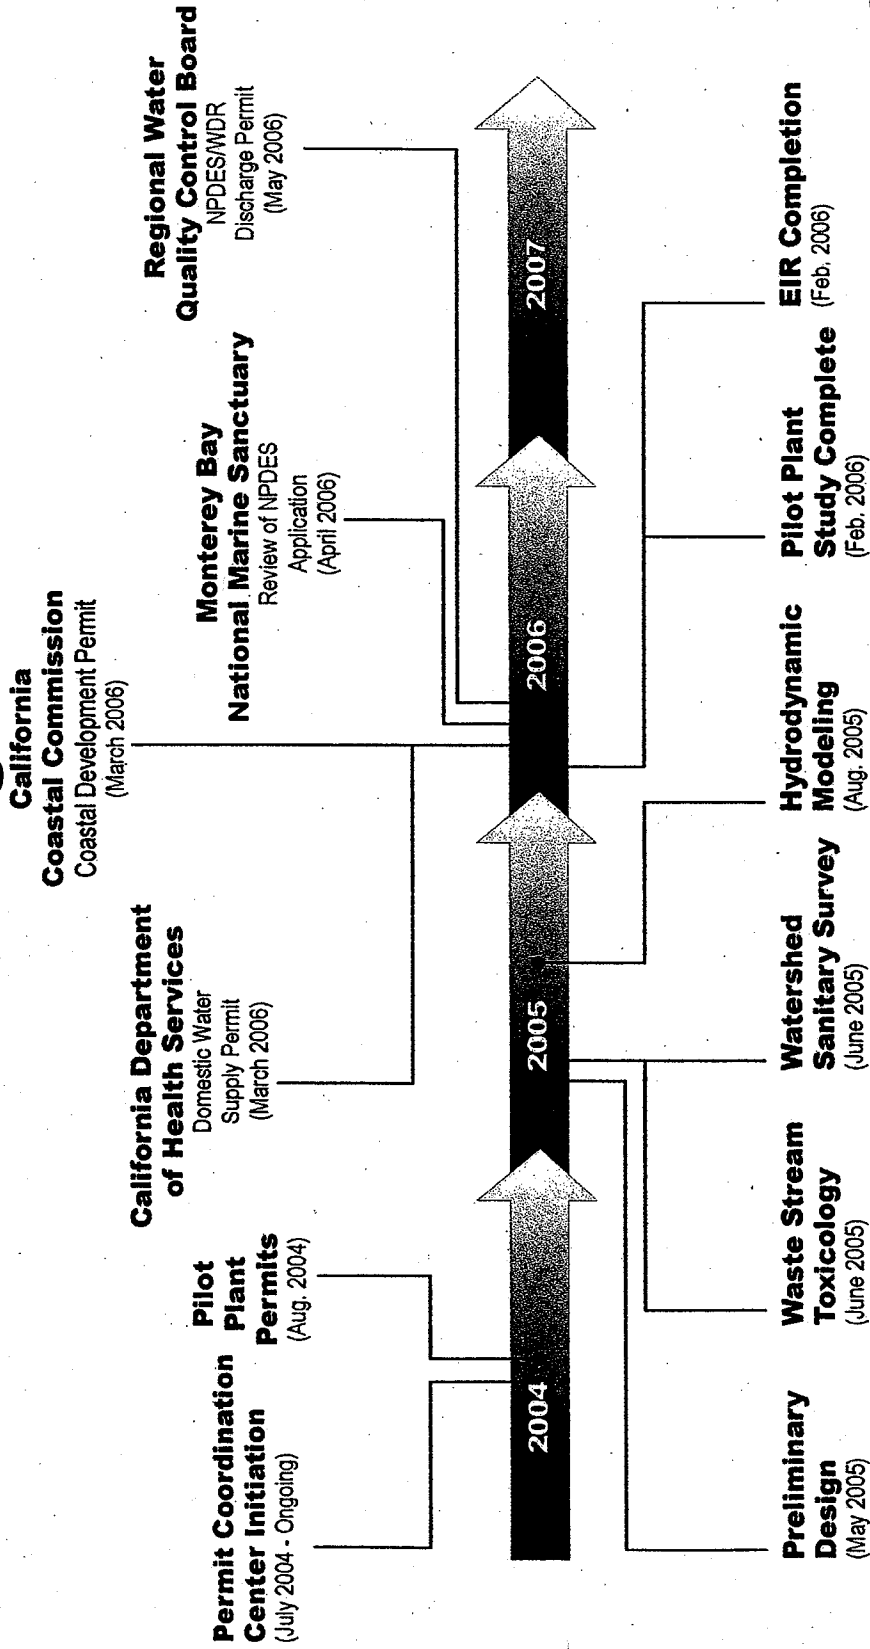 California
Coastal Commission
Coastal Development Permit
(March 2006)
Regional Water
Quality Control Board
NPDES/WDR
Discharge Permit
(May 2006)
California Department
of Health Services
Domestic Water
Supply Permit
(March 2006)
Monterey Bay
National Marine Sanctuary
Review of NPDES
Application
(April 2006)
Permit Coordination
Center Initiation
(July 2004 - Ongoing)
Pilot
Plant
Permits
(Aug. 2004)
2004
2005
2006
2007
Preliminary
Design
(May 2005)
Waste Stream
Toxicology
(June 2005)
Watershed
Sanitary Survey
(June 2005)
Hydrodynamic
Modeling
(Aug. 2005)
Pilot Plant
Study Complete
(Feb. 2006)
EIR Completion
(Feb. 2006)